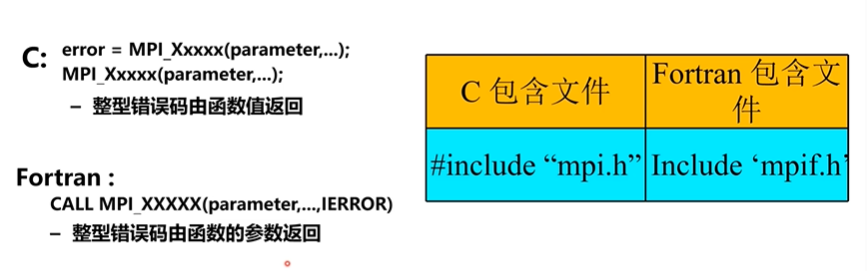 C:
error = MPI_Xxxxx(parameter,...);
MPI_Xxxxx(parameter,...);
– 整型错误码由函数值返回
Fortran :
CALL MPI_XXXXX(parameter,...,IERROR)
– 整型错误码由函数的参数返回
C 包含文件
Fortran 包含文
件
#include “mpi.h”
Include ‘mpif.h’